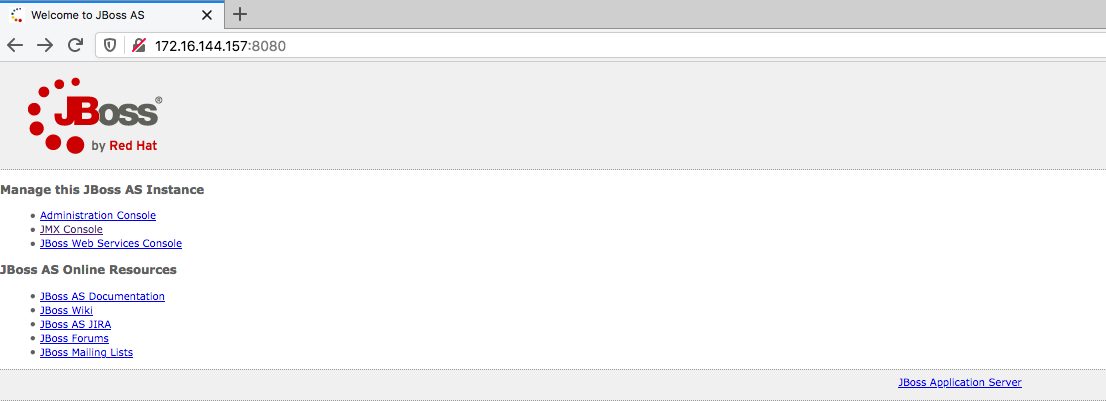 Welcome to JBoss AS
172.16.144.157:8080
JBoss®
by Red Hat
Manage this JBoss AS Instance
Administration Console
JMX Console
JBoss Web Services Console
JBoss AS Online Resources
JBoss AS Documentation
JBoss Wiki
JBoss AS JIRA
JBoss Forums
JBoss Mailing Lists
JBoss Application Server